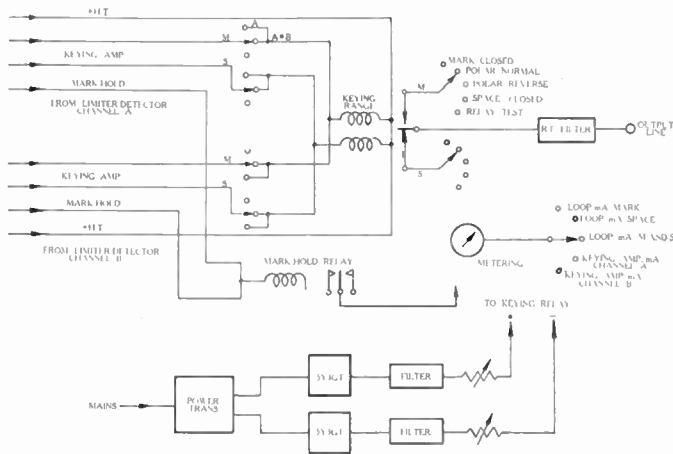 +HT
A
M
A+B
KEYING AMP
S
MARK HOLD
FROM LIMITER DETECTOR
CHANNEL A
KEYING
RANGE
MARK CLOSED
POLAR NORMAL
POLAR REVERSE
SPACE CLOSED
RELAY TEST
M
S
R.F. FILTER
OUTPUT
LINE
M
KEYING AMP
S
MARK HOLD
+HT
FROM LIMITER DETECTOR
CHANNEL B
MARK HOLD RELAY
METERING
LOOP mA MARK
LOOP mA SPACE
LOOP mA M AND S
KEYING AMP. mA
CHANNEL A
KEYING AMP. mA
CHANNEL B
TO KEYING RELAY
+
–
MAINS
POWER
TRANS
5Y3GT
FILTER
5Y3GT
FILTER